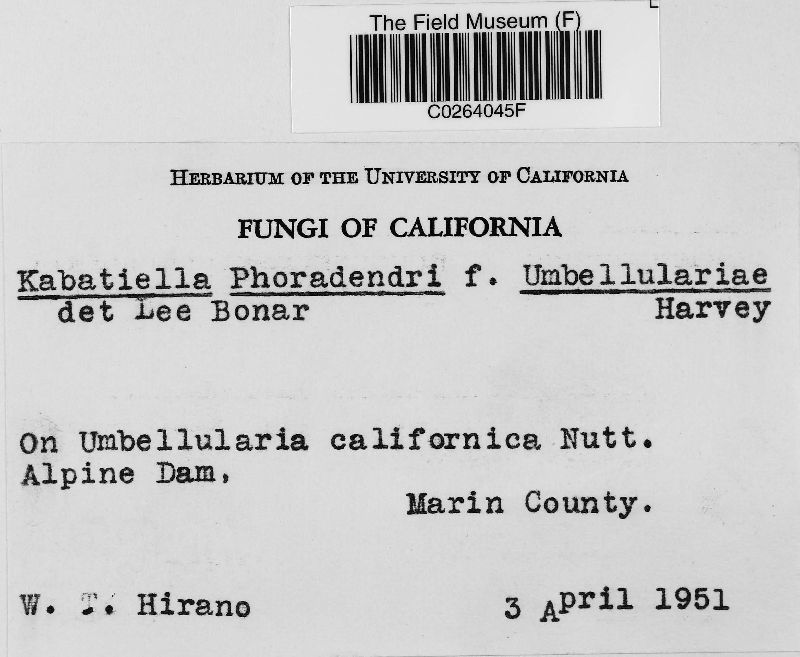 The Field Museum (F)
C0264045F
HERBARIUM OF THE UNIVERSITY OF CALIFORNIA
FUNGI OF CALIFORNIA
Kabatiella Phoradendri f. Umbellulariae
det Lee Bonar Harvey
On Umbellularia californica Nutt.
Alpine Dam,
Marin County.
W. T. Hirano 3 April 1951